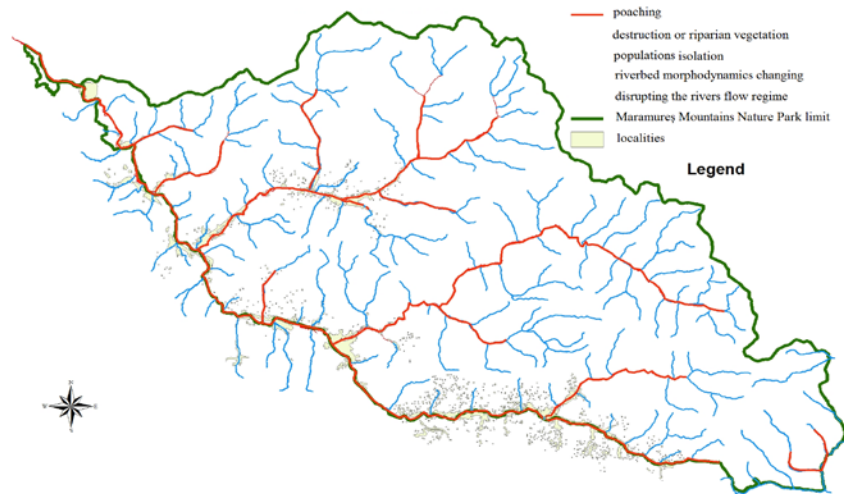 poaching
destruction or riparian vegetation
populations isolation
riverbed morphodynamics changing
disrupting the rivers flow regime
Maramureș Mountains Nature Park limit
localities
Legend
N
W E
S